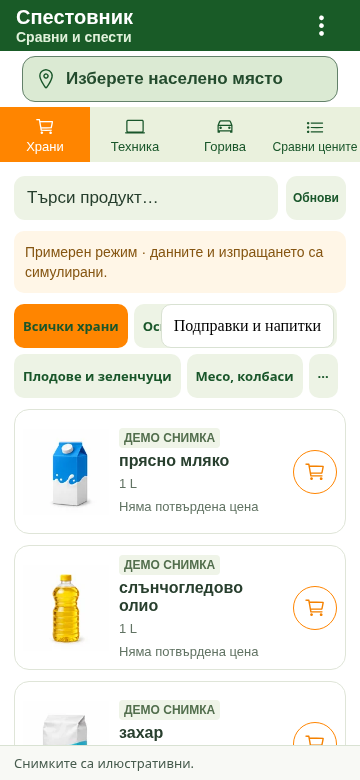 Спестовник
Сравни и спести
Изберете населено място
Храни
Техника
Горива
Сравни цените
Търси продукт…
Обнови
Примерен режим · данните и изпращането са
симулирани.
Всички храни
Ос
Подправки и напитки
Плодове и зеленчуци
Месо, колбаси
...
ДЕМО СНИМКА
прясно мляко
1 L
Няма потвърдена цена
ДЕМО СНИМКА
слънчогледово
олио
1 L
Няма потвърдена цена
ДЕМО СНИМКА
захар
Снимките са илюстративни.